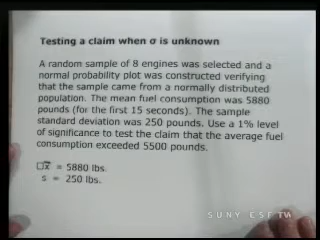 Testing a claim when σ is unknown
A random sample of 8 engines was selected and a
normal probability plot was constructed verifying
that the sample came from a normally distributed
population. The mean fuel consumption was 5880
pounds (for the first 15 seconds). The sample
standard deviation was 250 pounds. Use a 1% level
of significance to test the claim that the average fuel
consumption exceeded 5500 pounds.
□x̄ = 5880 lbs.
s = 250 lbs.
SUNY ESF TV